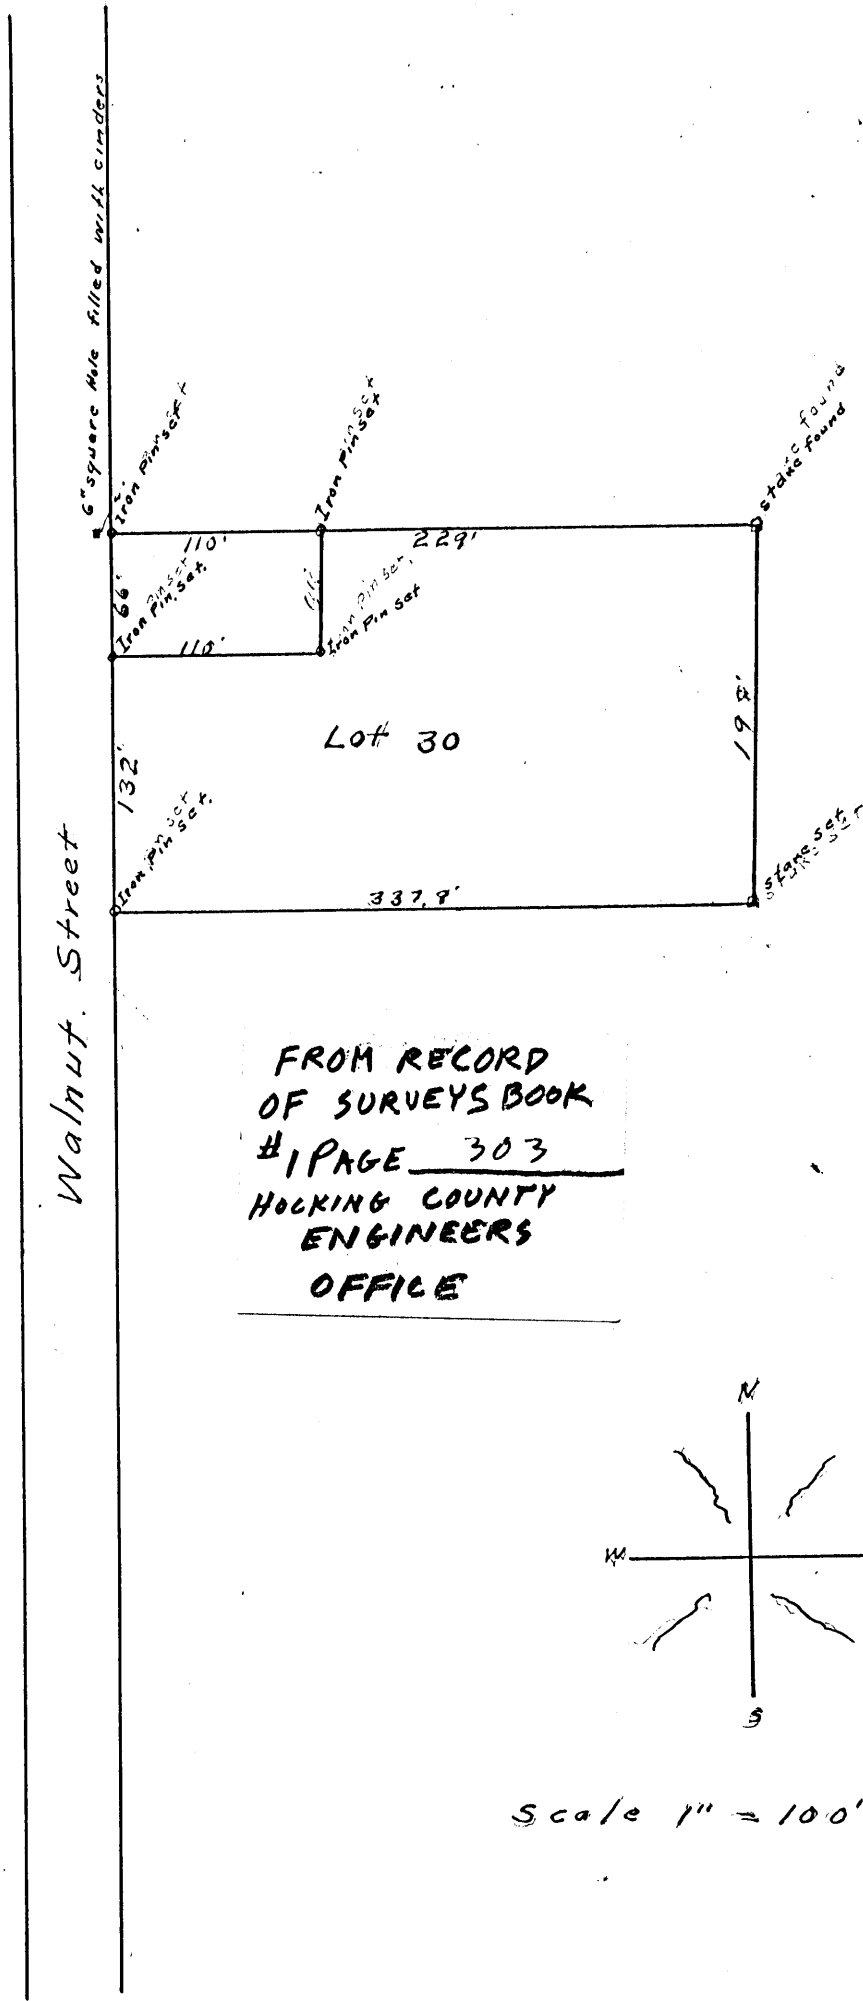 6" square Hole filled with cinders
Iron Pin set
Iron Pin set
stake found
110'
229'
66'
Iron Pin set.
66'
Iron Pin set
110'
Lot 30
198'
132'
Iron Pin set.
stake set
337.8'
Walnut. Street
FROM RECORD
OF SURVEYS BOOK
#1 PAGE 303
HOCKING COUNTY
ENGINEERS
OFFICE
N
W
S
Scale 1" = 100'